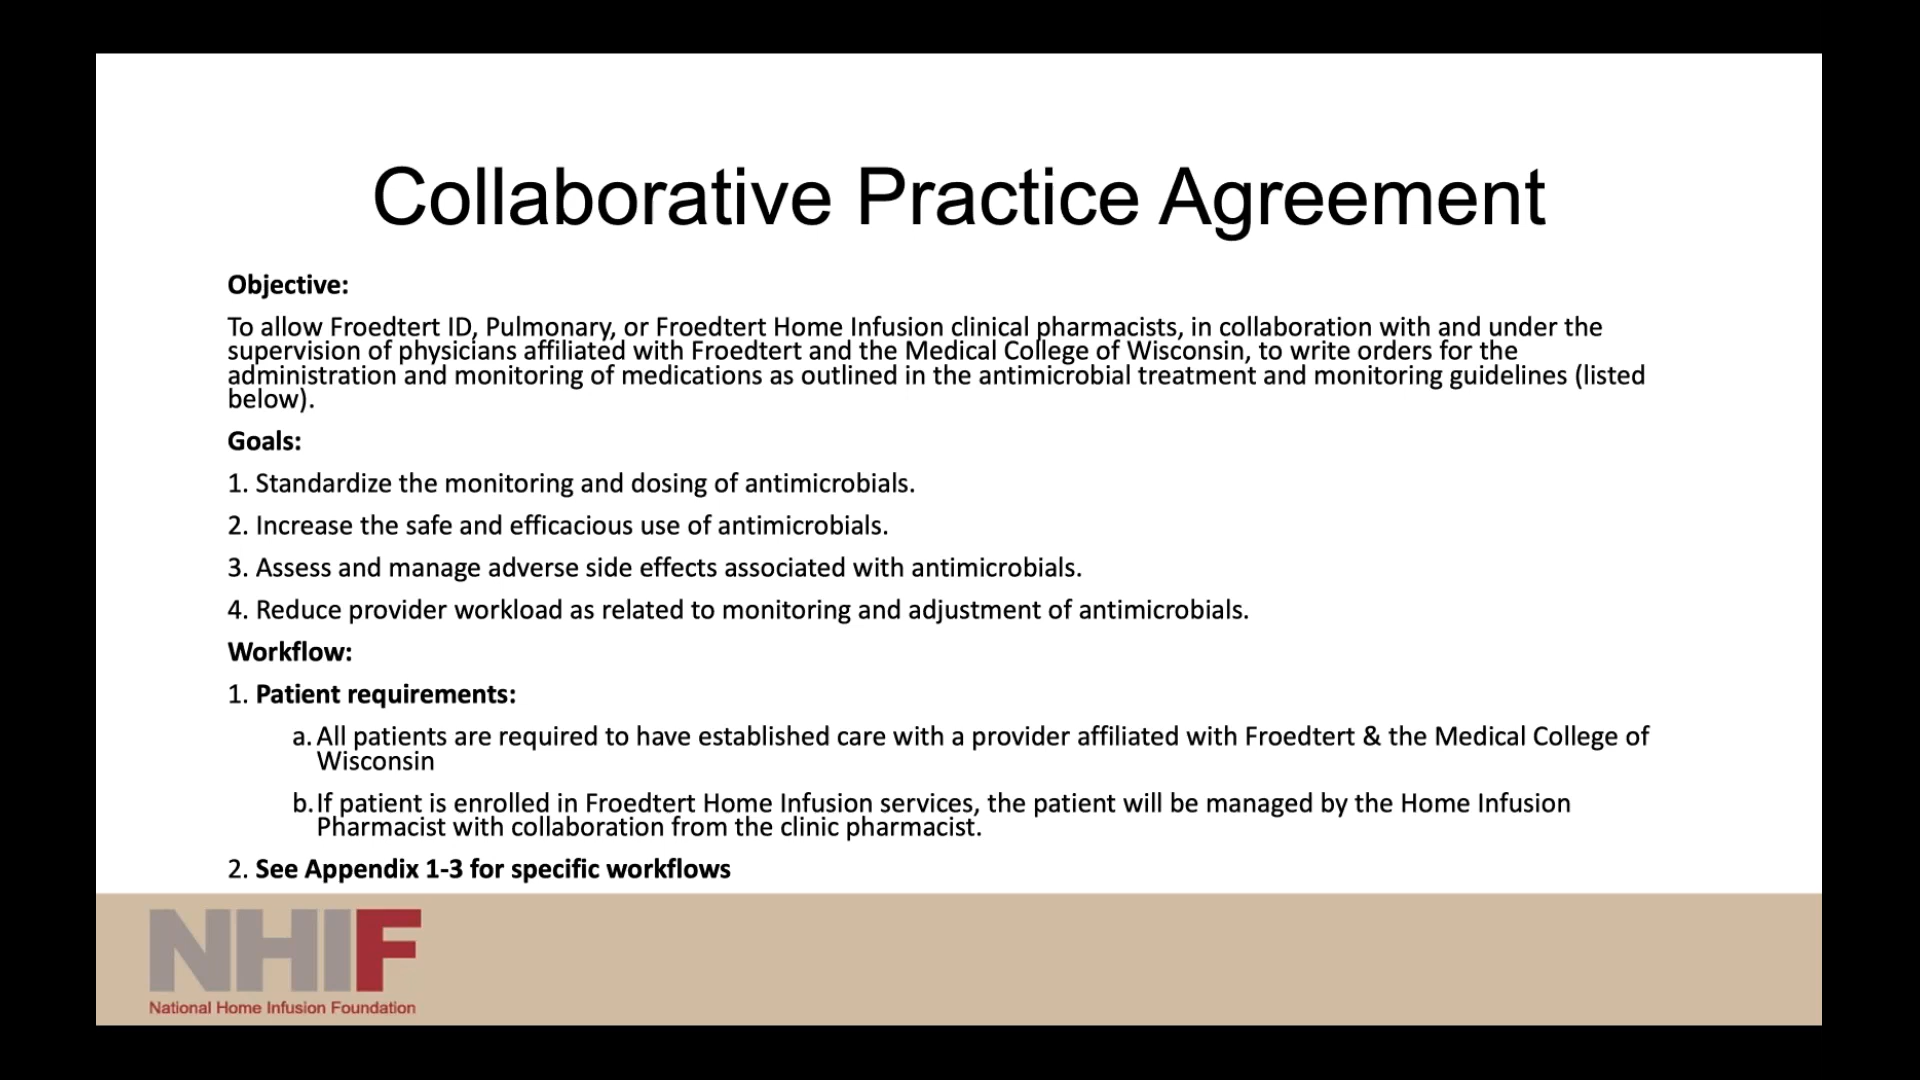 Collaborative Practice Agreement
Objective:
To allow Froedtert ID, Pulmonary, or Froedtert Home Infusion clinical pharmacists, in collaboration with and under the
supervision of physicians affiliated with Froedtert and the Medical College of Wisconsin, to write orders for the
administration and monitoring of medications as outlined in the antimicrobial treatment and monitoring guidelines (listed
below).
Goals:
1. Standardize the monitoring and dosing of antimicrobials.
2. Increase the safe and efficacious use of antimicrobials.
3. Assess and manage adverse side effects associated with antimicrobials.
4. Reduce provider workload as related to monitoring and adjustment of antimicrobials.
Workflow:
1. Patient requirements:
a. All patients are required to have established care with a provider affiliated with Froedtert & the Medical College of
Wisconsin
b. If patient is enrolled in Froedtert Home Infusion services, the patient will be managed by the Home Infusion
Pharmacist with collaboration from the clinic pharmacist.
2. See Appendix 1-3 for specific workflows
NHIF
National Home Infusion Foundation